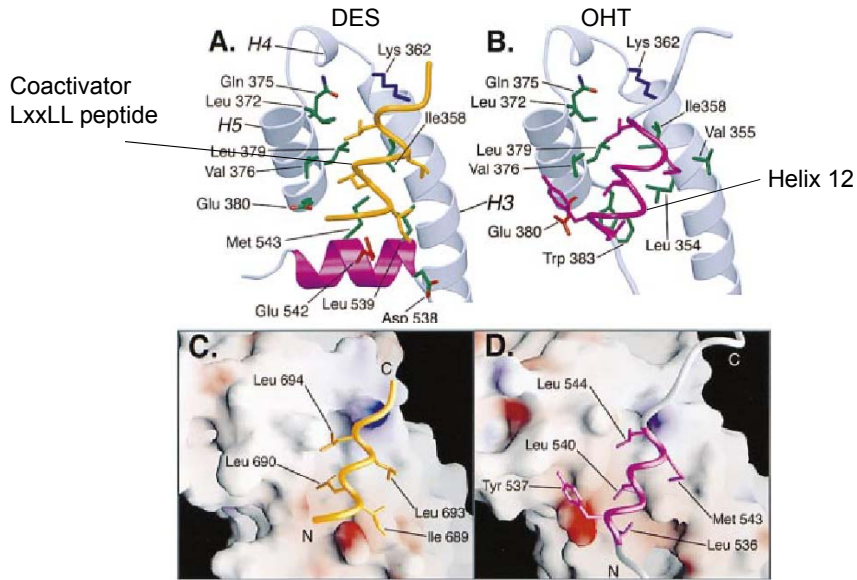 DES
OHT
A.
H4
Lys 362
Gln 375
Leu 372
H5
Leu 379
Val 376
Glu 380
Met 543
Glu 542
Leu 539
Asp 538
Ile358
H3
Coactivator
LxxLL peptide
B.
Lys 362
Gln 375
Leu 372
Ile358
Val 355
Leu 379
Val 376
Glu 380
Trp 383
Leu 354
Helix 12
C.
C
Leu 694
Leu 690
Leu 693
Ile 689
N
D.
C
Leu 544
Leu 540
Tyr 537
Met 543
Leu 536
N